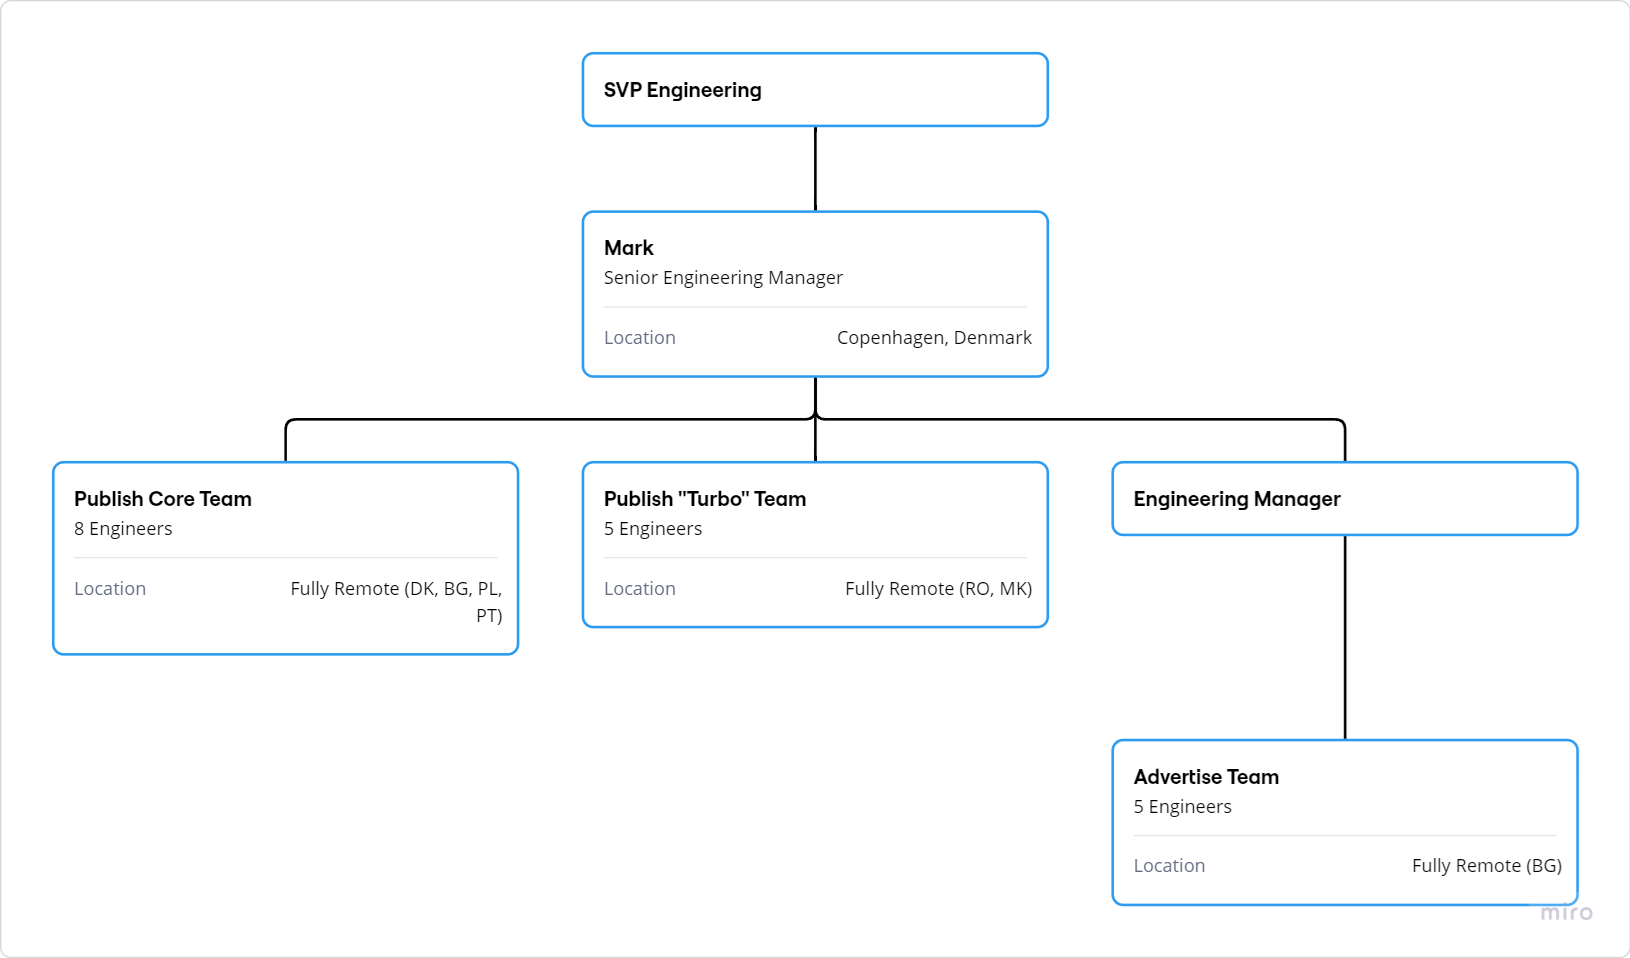 SVP Engineering
Mark
Senior Engineering Manager
Location Copenhagen, Denmark
Publish Core Team
8 Engineers
Location Fully Remote (DK, BG, PL,
PT)
Publish "Turbo" Team
5 Engineers
Location Fully Remote (RO, MK)
Engineering Manager
Advertise Team
5 Engineers
Location Fully Remote (BG)
miro